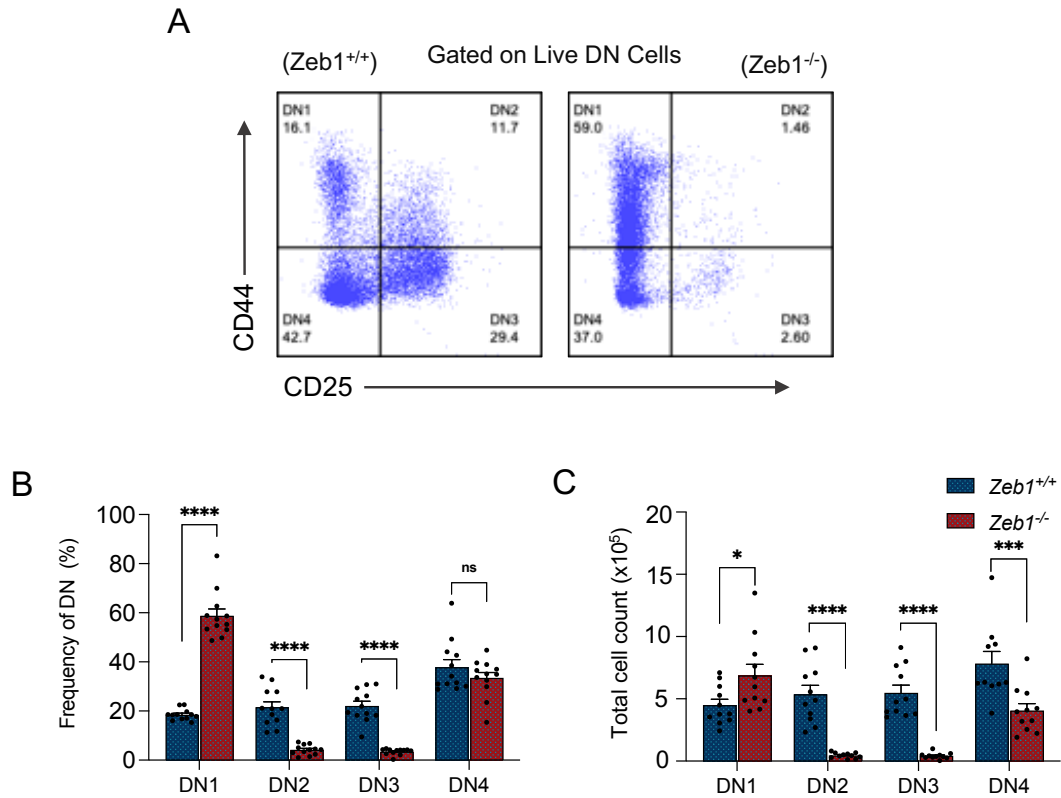 A
(Zeb1+/+) Gated on Live DN Cells (Zeb1-/-)
DN1 DN2
16.1 11.7
DN4 DN3
42.7 29.4
DN1 DN2
59.0 1.46
DN4 DN3
37.0 2.60
CD44
CD25
B
Frequency of DN (%)
100
80
60
40
20
0
**** **** **** ns
DN1 DN2 DN3 DN4
C
Zeb1+/+
Zeb1-/-
Total cell count (x10⁵)
20
15
10
5
0
* **** **** ***
DN1 DN2 DN3 DN4